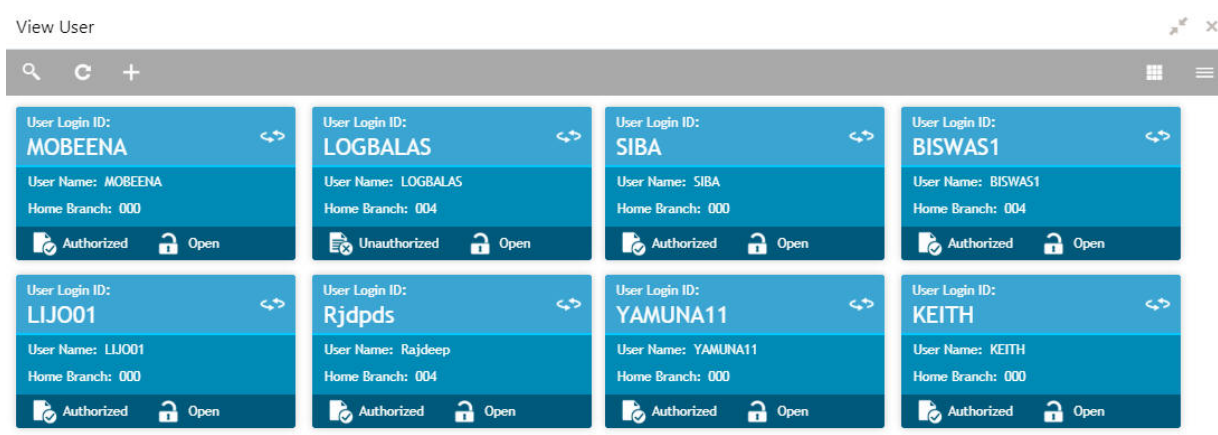 View User
User Login ID:
MOBEENA
User Name: MOBEENA
Home Branch: 000
Authorized Open
User Login ID:
LOGBALAS
User Name: LOGBALAS
Home Branch: 004
Unauthorized Open
User Login ID:
SIBA
User Name: SIBA
Home Branch: 000
Authorized Open
User Login ID:
BISWAS1
User Name: BISWAS1
Home Branch: 004
Authorized Open
User Login ID:
LIJO01
User Name: LIJO01
Home Branch: 000
Authorized Open
User Login ID:
Rjdpds
User Name: Rajdeep
Home Branch: 004
Authorized Open
User Login ID:
YAMUNA11
User Name: YAMUNA11
Home Branch: 000
Authorized Open
User Login ID:
KEITH
User Name: KEITH
Home Branch: 000
Authorized Open